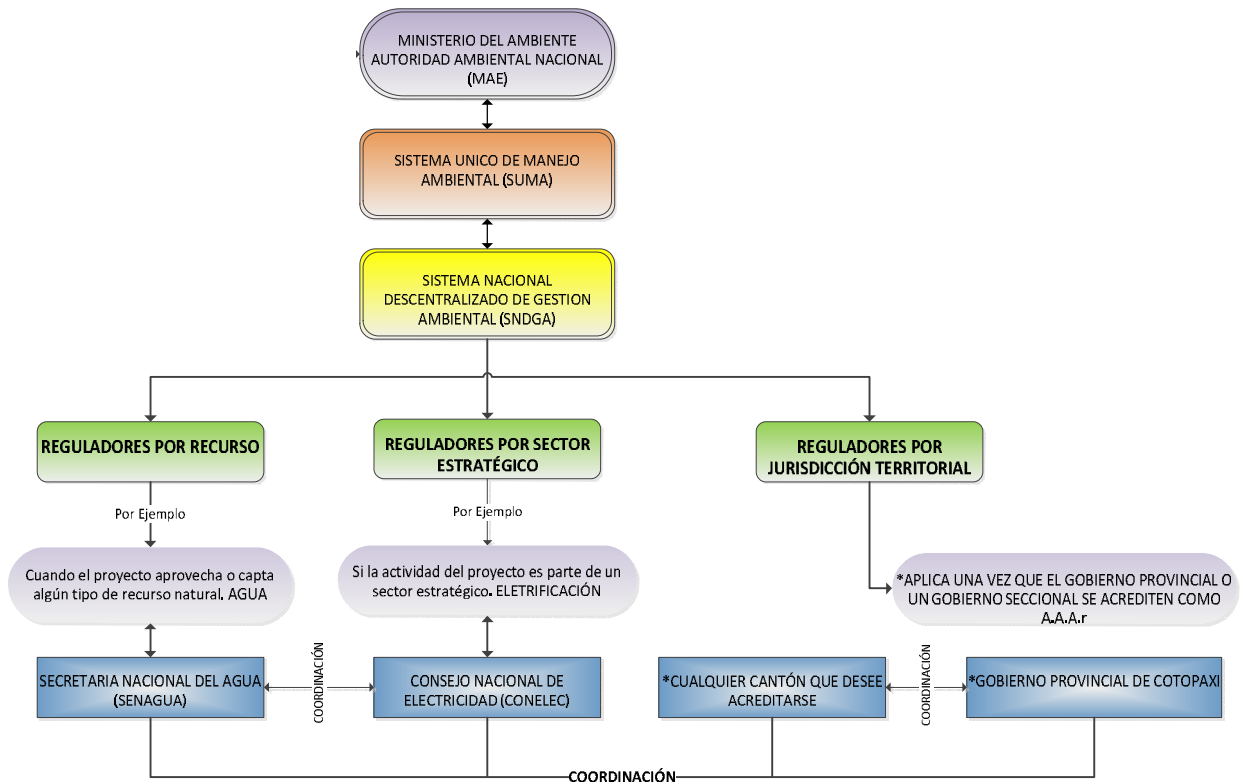 MINISTERIO DEL AMBIENTE
AUTORIDAD AMBIENTAL NACIONAL
(MAE)
SISTEMA UNICO DE MANEJO
AMBIENTAL (SUMA)
SISTEMA NACIONAL
DESCENTRALIZADO DE GESTION
AMBIENTAL (SNDGA)
REGULADORES POR RECURSO
REGULADORES POR SECTOR
ESTRATÉGICO
REGULADORES POR
JURISDICCIÓN TERRITORIAL
Por Ejemplo
Por Ejemplo
Cuando el proyecto aprovecha o capta
algún tipo de recurso natural. AGUA
Si la actividad del proyecto es parte de un
sector estratégico. ELETRIFICACIÓN
*APLICA UNA VEZ QUE EL GOBIERNO PROVINCIAL O
UN GOBIERNO SECCIONAL SE ACREDITEN COMO
A.A.A.r
SECRETARIA NACIONAL DEL AGUA
(SENAGUA)
COORDINACIÓN
CONSEJO NACIONAL DE
ELECTRICIDAD (CONELEC)
*CUALQUIER CANTÓN QUE DESEE
ACREDITARSE
COORDINACIÓN
*GOBIERNO PROVINCIAL DE COTOPAXI
COORDINACIÓN